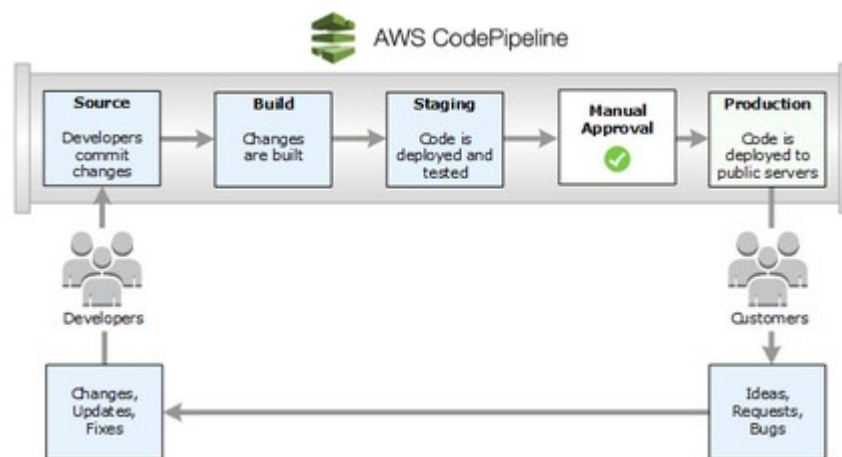 AWS CodePipeline
Source
Developers
commit
changes
Build
Changes
are built
Staging
Code is
deployed and
tested
Manual
Approval
Production
Code is
deployed to
public servers
Developers
Customers
Changes,
Updates,
Fixes
Ideas,
Requests,
Bugs